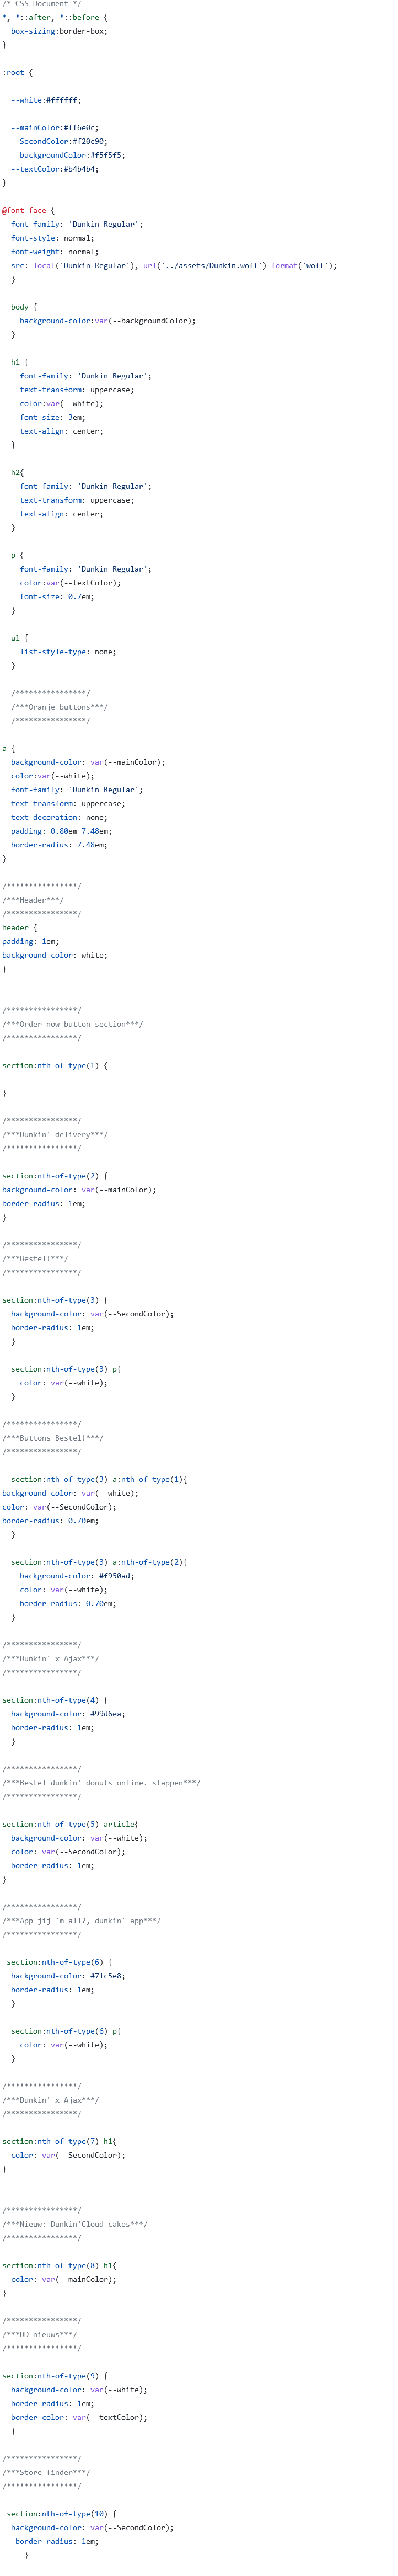 /* CSS Document */
*, *::after, *::before {
  box-sizing:border-box;
}

:root {

  --white:#ffffff;

  --mainColor:#ff6e0c;
  --SecondColor:#f20c90;
  --backgroundColor:#f5f5f5;
  --textColor:#b4b4b4;
}

@font-face {
  font-family: 'Dunkin Regular';
  font-style: normal;
  font-weight: normal;
  src: local('Dunkin Regular'), url('../assets/Dunkin.woff') format('woff');
  }

  body {
    background-color:var(--backgroundColor);
  }

  h1 {
    font-family: 'Dunkin Regular';
    text-transform: uppercase;
    color:var(--white);
    font-size: 3em;
    text-align: center;
  }

  h2{
    font-family: 'Dunkin Regular';
    text-transform: uppercase;
    text-align: center;
  }

  p {
    font-family: 'Dunkin Regular';
    color:var(--textColor);
    font-size: 0.7em;
  }

  ul {
    list-style-type: none;
  }

  /****************/
  /***Oranje buttons***/
  /****************/

a {
  background-color: var(--mainColor);
  color:var(--white);
  font-family: 'Dunkin Regular';
  text-transform: uppercase;
  text-decoration: none;
  padding: 0.80em 7.48em;
  border-radius: 7.48em;
}

/****************/
/***Header***/
/****************/
header {
padding: 1em;
background-color: white;
}


/****************/
/***Order now button section***/
/****************/

section:nth-of-type(1) {

}

/****************/
/***Dunkin' delivery***/
/****************/

section:nth-of-type(2) {
background-color: var(--mainColor);
border-radius: 1em;
}

/****************/
/***Bestel!***/
/****************/

section:nth-of-type(3) {
  background-color: var(--SecondColor);
  border-radius: 1em;
  }

  section:nth-of-type(3) p{
    color: var(--white);
  }

/****************/
/***Buttons Bestel!***/
/****************/

  section:nth-of-type(3) a:nth-of-type(1){
background-color: var(--white);
color: var(--SecondColor);
border-radius: 0.70em;
  }

  section:nth-of-type(3) a:nth-of-type(2){
    background-color: #f950ad;
    color: var(--white);
    border-radius: 0.70em;
  }

/****************/
/***Dunkin' x Ajax***/
/****************/

section:nth-of-type(4) {
  background-color: #99d6ea;
  border-radius: 1em;
  }

/****************/
/***Bestel dunkin' donuts online. stappen***/
/****************/

section:nth-of-type(5) article{
  background-color: var(--white);
  color: var(--SecondColor);
  border-radius: 1em;
}

/****************/
/***App jij 'm all?, dunkin' app***/
/****************/

 section:nth-of-type(6) {
  background-color: #71c5e8;
  border-radius: 1em;
  }

  section:nth-of-type(6) p{
    color: var(--white);
  }

/****************/
/***Dunkin' x Ajax***/
/****************/

section:nth-of-type(7) h1{
  color: var(--SecondColor);
}


/****************/
/***Nieuw: Dunkin'Cloud cakes***/
/****************/

section:nth-of-type(8) h1{
  color: var(--mainColor);
}

/****************/
/***DD nieuws***/
/****************/

section:nth-of-type(9) {
  background-color: var(--white);
  border-radius: 1em;
  border-color: var(--textColor);
  }

/****************/
/***Store finder***/
/****************/

 section:nth-of-type(10) {
  background-color: var(--SecondColor);
   border-radius: 1em;
     }